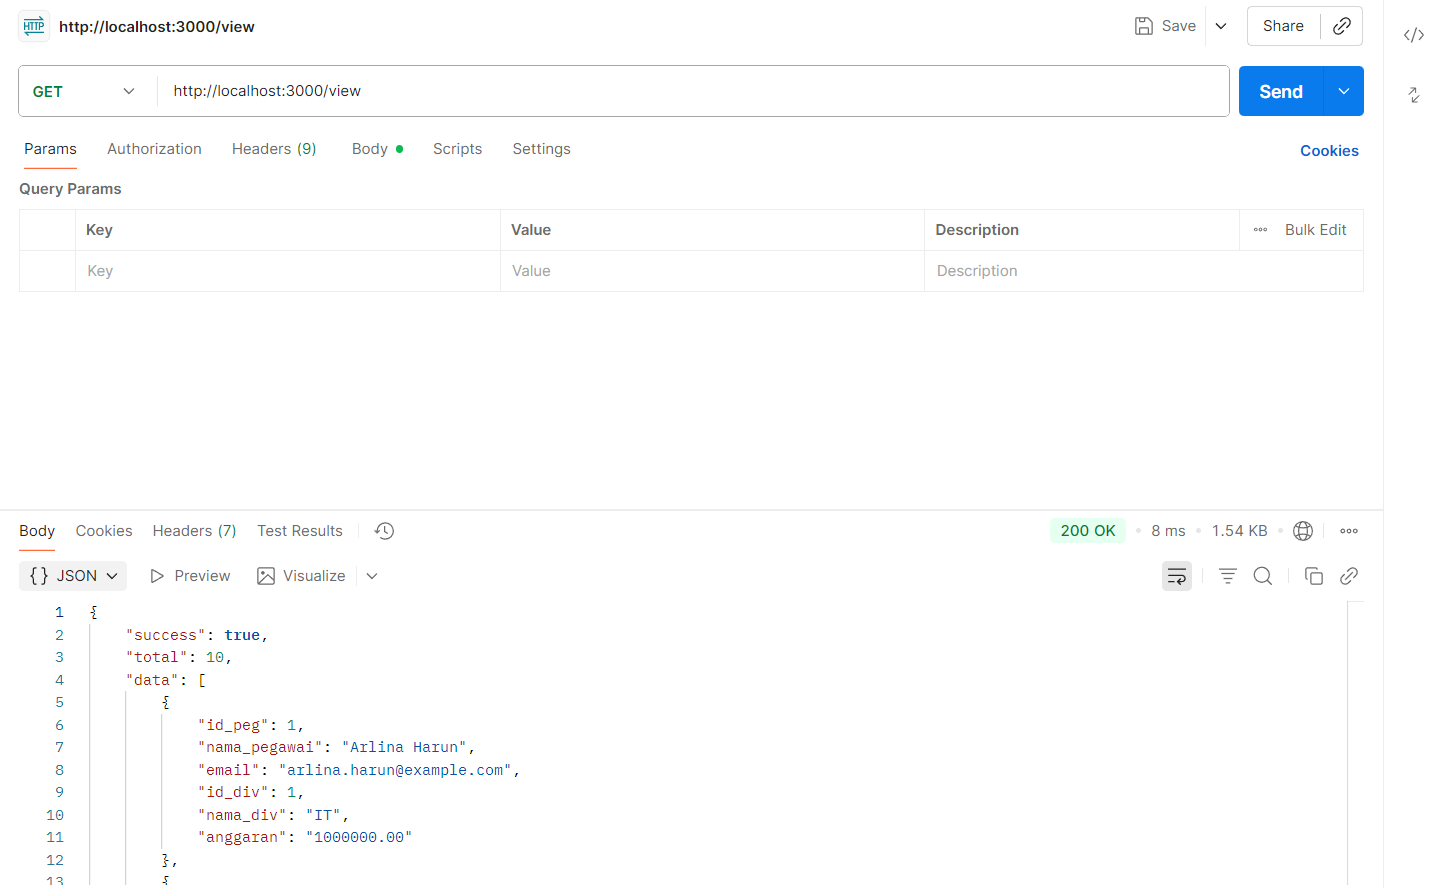 HTTP http://localhost:3000/view Save Share
GET http://localhost:3000/view Send
Params Authorization Headers (9) Body Scripts Settings Cookies
Query Params
Key Value Description Bulk Edit
Key Value Description
Body Cookies Headers (7) Test Results 200 OK 8 ms 1.54 KB
{} JSON Preview Visualize
1 {
2 "success": true,
3 "total": 10,
4 "data": [
5 {
6 "id_peg": 1,
7 "nama_pegawai": "Arlina Harun",
8 "email": "arlina.harun@example.com",
9 "id_div": 1,
10 "nama_div": "IT",
11 "anggaran": "1000000.00"
12 },
13 {